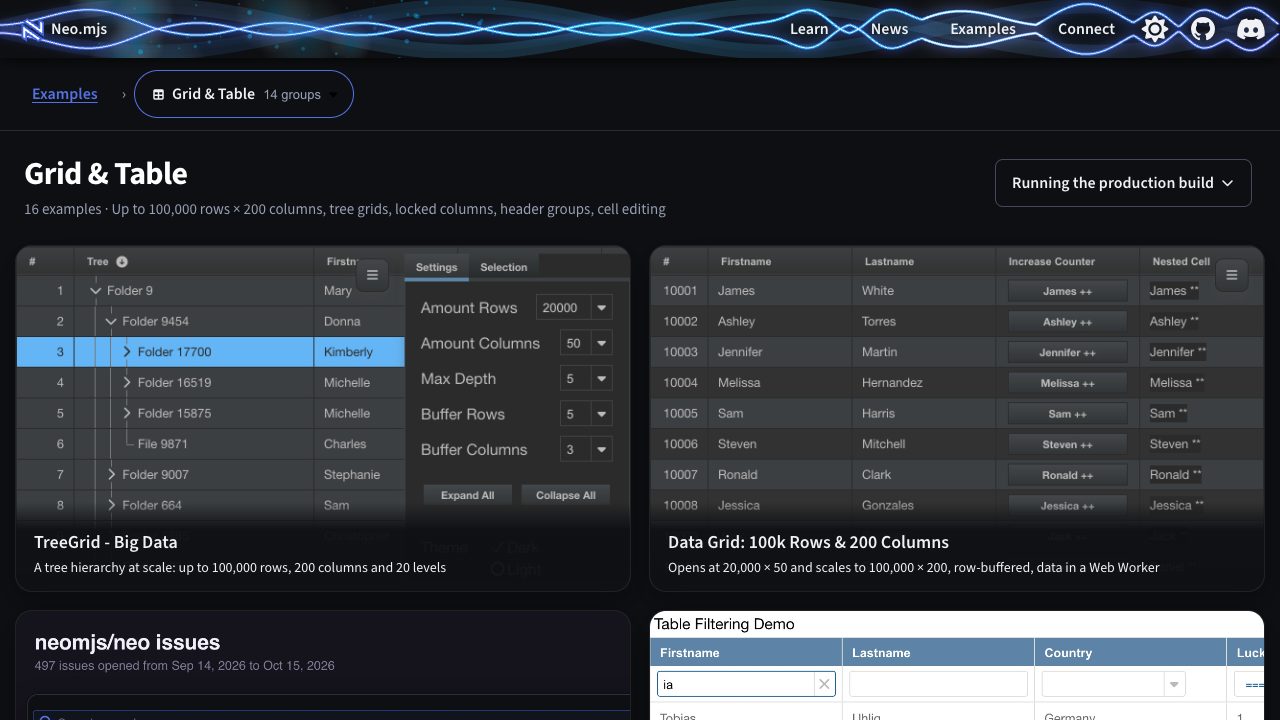 Neo.mjs
Learn
News
Examples
Connect
Examples
›
Grid & Table 14 groups
Grid & Table
16 examples · Up to 100,000 rows × 200 columns, tree grids, locked columns, header groups, cell editing
Running the production build
# Tree Firstn
1 Folder 9 Mary
2 Folder 9454 Donna
3 Folder 17700 Kimberly
4 Folder 16519 Michelle
5 Folder 15875 Michelle
6 File 9871 Charles
7 Folder 9007 Stephanie
8 Folder 664 Sam
Settings Selection
Amount Rows 20000
Amount Columns 50
Max Depth 5
Buffer Rows 5
Buffer Columns 3
Expand All Collapse All
Theme Dark
Light
TreeGrid - Big Data
A tree hierarchy at scale: up to 100,000 rows, 200 columns and 20 levels
# Firstname Lastname Increase Counter Nested Cell
10001 James White James ++ James **
10002 Ashley Torres Ashley ++ Ashley **
10003 Jennifer Martin Jennifer ++ Jennifer **
10004 Melissa Hernandez Melissa ++ Melissa **
10005 Sam Harris Sam ++ Sam **
10006 Steven Mitchell Steven ++ Steven **
10007 Ronald Clark Ronald ++ Ronald **
10008 Jessica Gonzales Jessica ++ Jessica **
Data Grid: 100k Rows & 200 Columns
Opens at 20,000 × 50 and scales to 100,000 × 200, row-buffered, data in a Web Worker
neomjs/neo issues
497 issues opened from Sep 14, 2026 to Oct 15, 2026
Table Filtering Demo
Firstname Lastname Country Luck
ia ===
Tobias Uhlig Germany 1